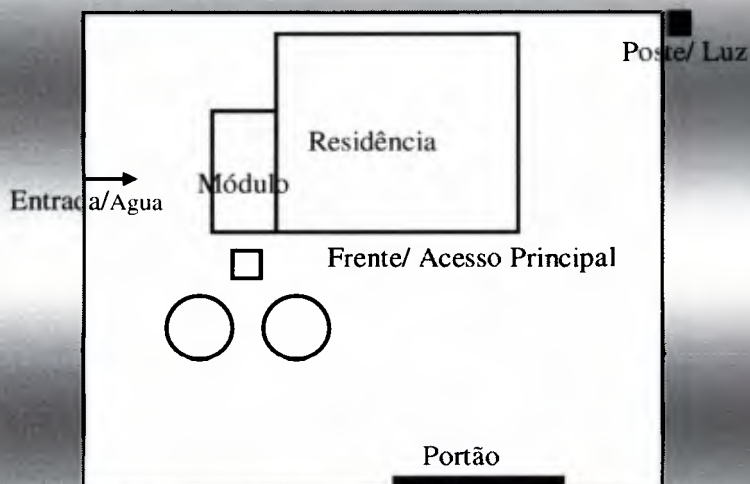 Poste/ Luz
Residência
Módulo
Entrada/Agua
Frente/ Acesso Principal
Portão